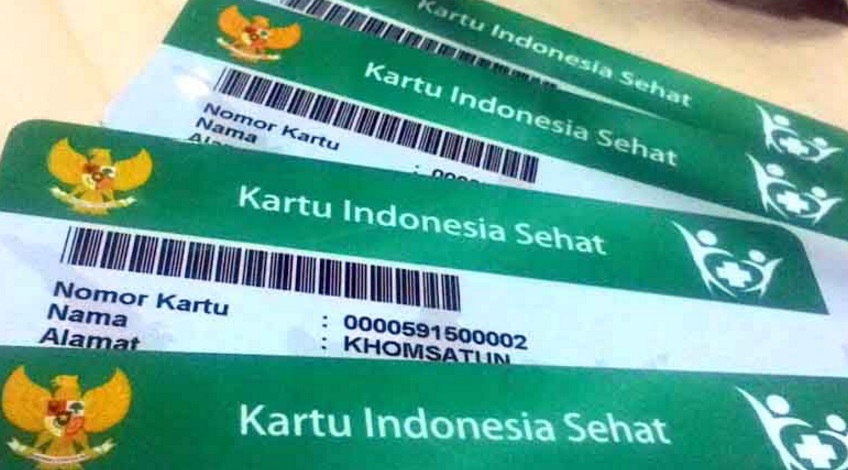 Kartu Indonesia Sehat
Kartu Indonesia Sehat
Nomor Kartu
Nama
Kartu Indonesia Sehat
Nomor Kartu : 0000591500002
Nama : KHOMSATUN
Alamat
Kartu Indonesia Sehat